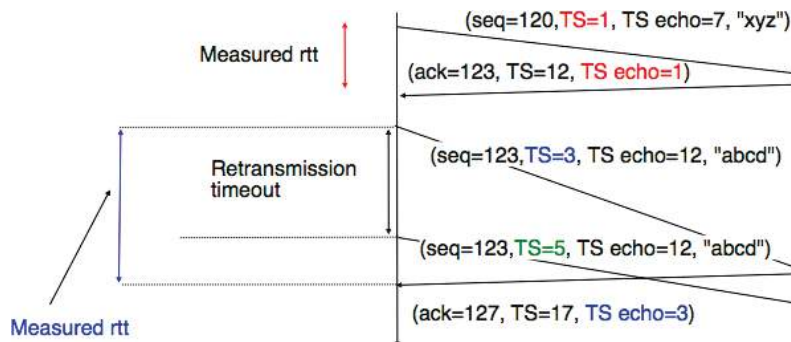 (seq=120,TS=1, TS echo=7, "xyz")
Measured rtt
(ack=123, TS=12, TS echo=1)
(seq=123,TS=3, TS echo=12, "abcd")
Retransmission
timeout
(seq=123,TS=5, TS echo=12, "abcd")
(ack=127, TS=17, TS echo=3)
Measured rtt